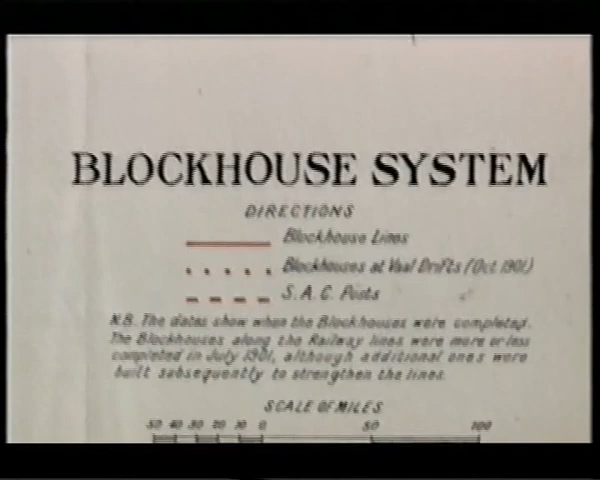 BLOCKHOUSE SYSTEM
DIRECTIONS
Blockhouse Lines
Blockhouses at Vaal Drifts (Oct 1901.)
S.A.C. Posts
N.B. The dates show when the Blockhouses were completed.
The Blockhouses along the Railway lines were more or less
completed in July 1901, although additional ones were
built subsequently to strengthen the lines.
SCALE OF MILES
50 40 30 20 10 0 50 100